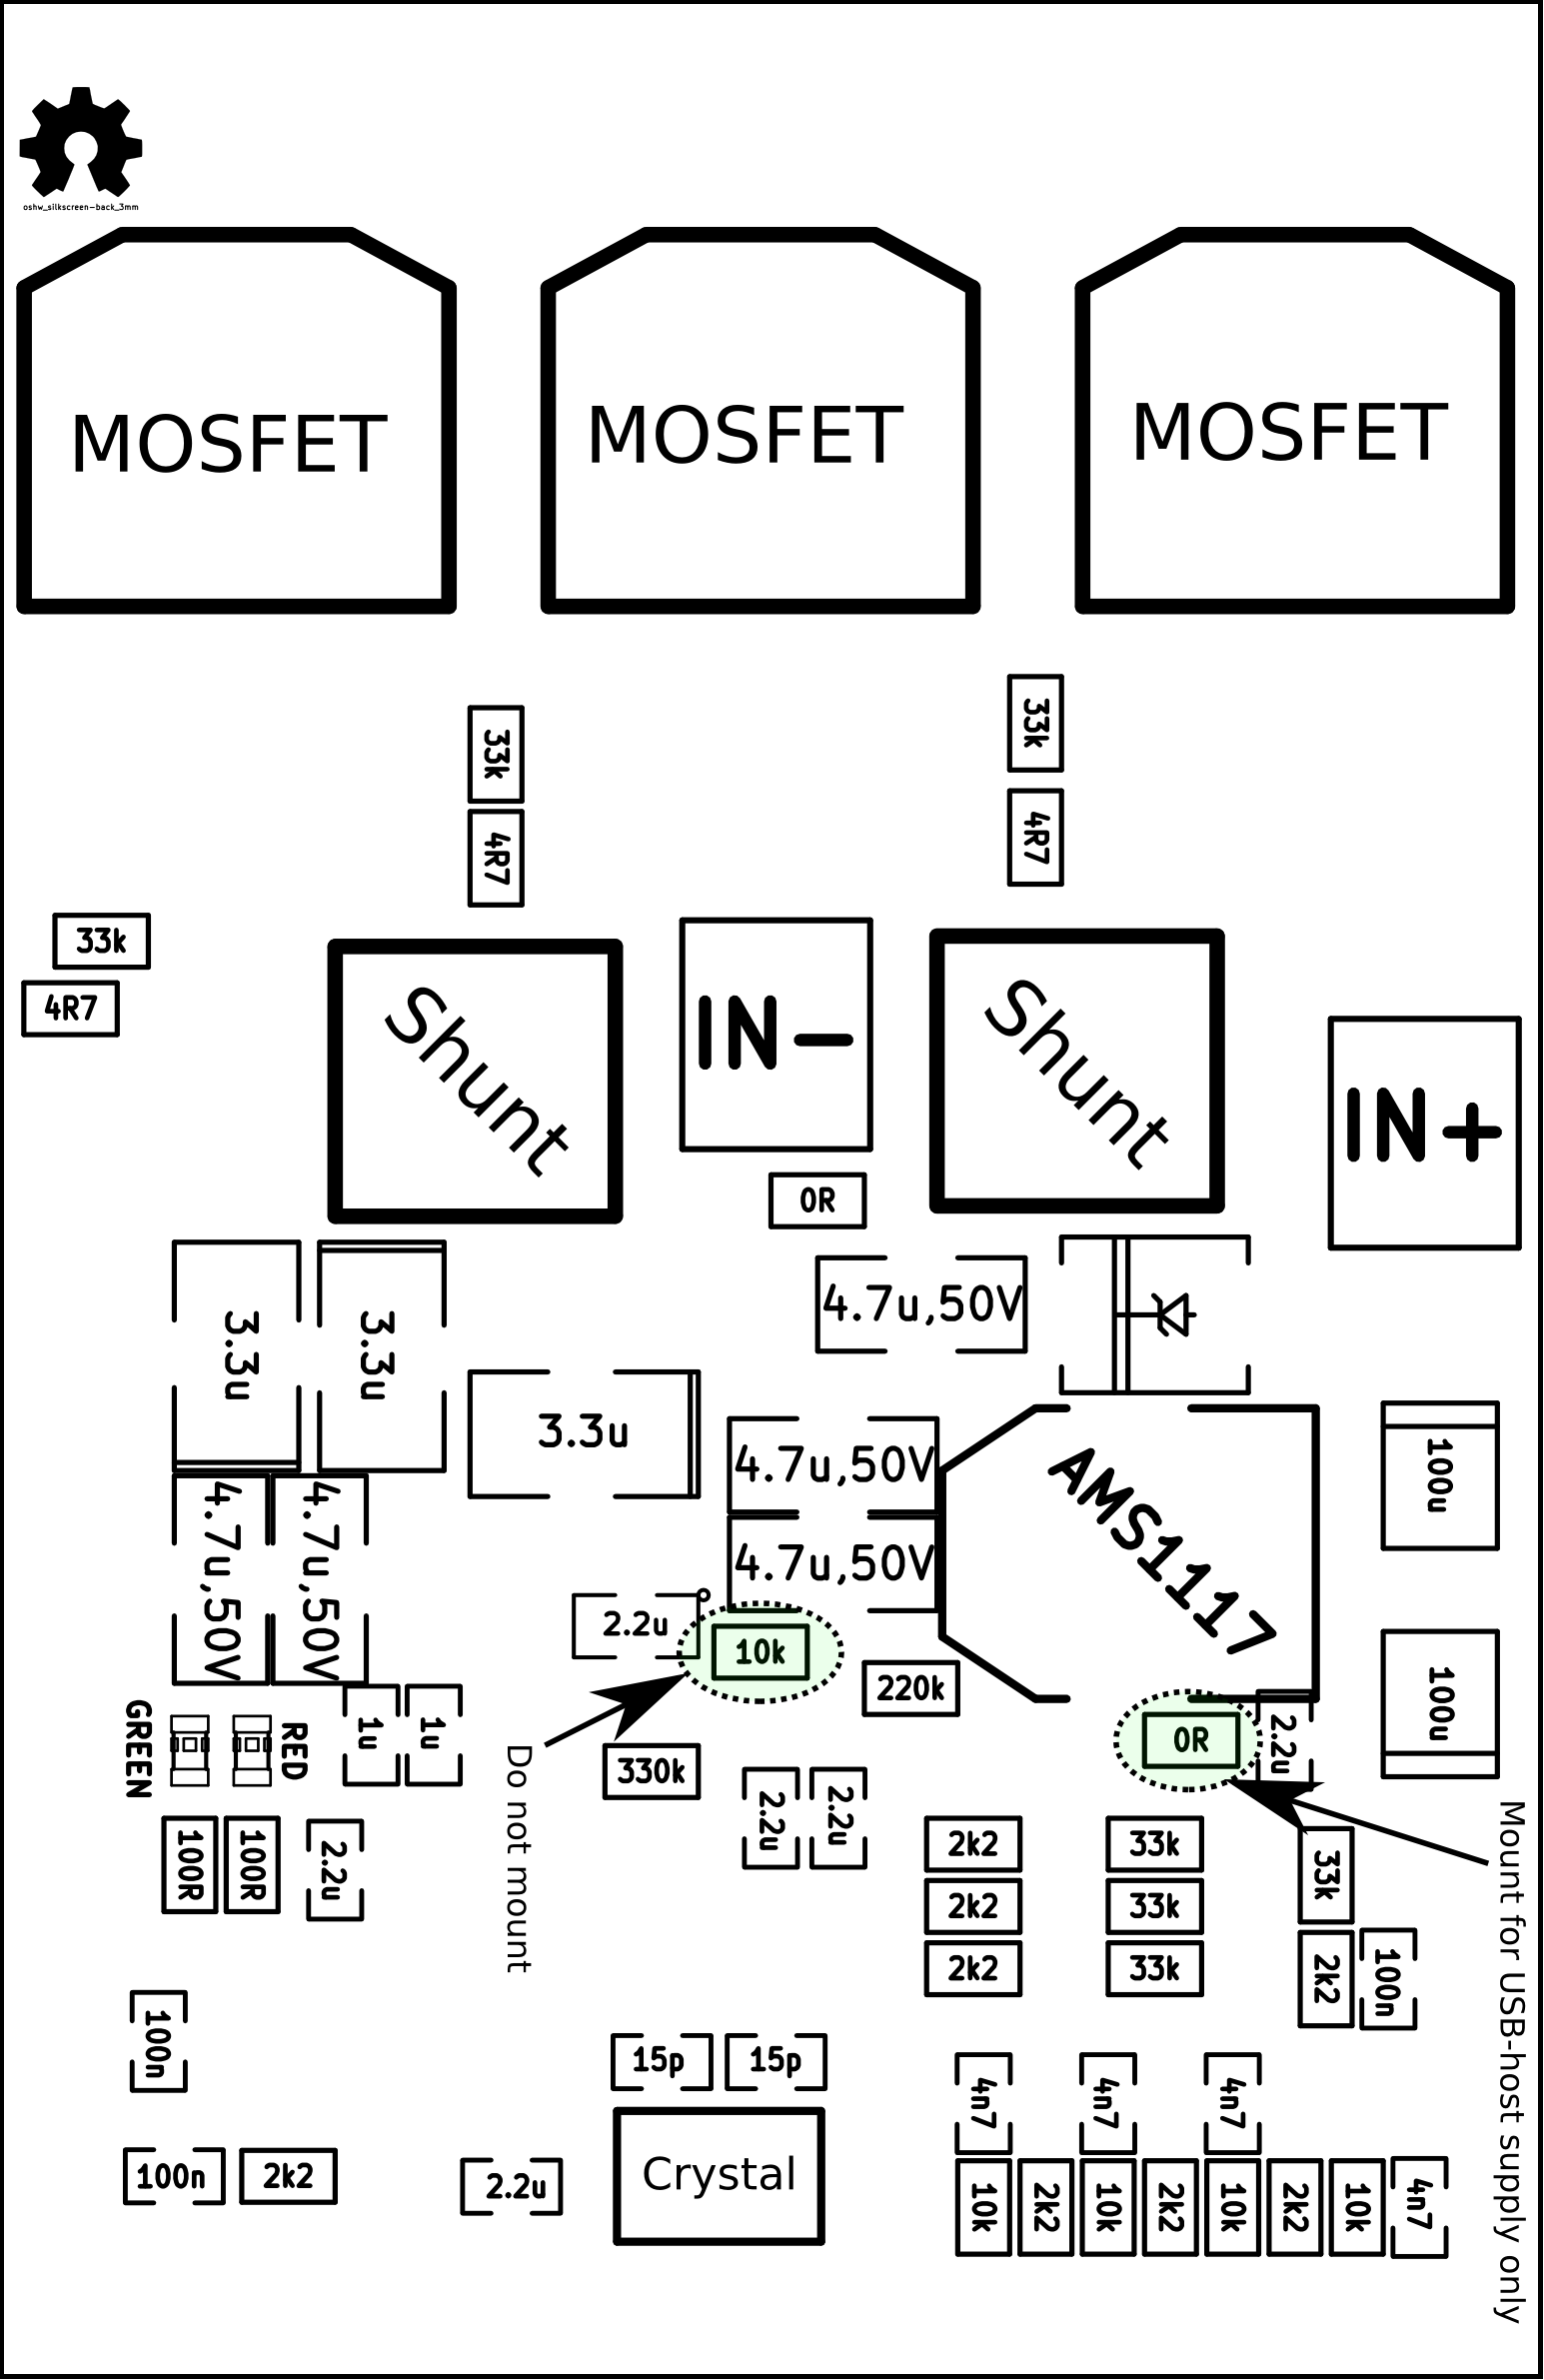 oshw_silkscreen-back_3mm
MOSFET
MOSFET
MOSFET
33k
33k
4R7
4R7
33k
4R7
Shunt
IN-
Shunt
IN+
0R
3.3u
3.3u
4.7u,50V
3.3u
4.7u,50V
AMS1117
100u
4.7u,50V
4.7u,50V
4.7u,50V
2.2u
10k
220k
0R
2.2u
100u
GREEN
RED
1u
1u
330k
Do not mount
2.2u
2.2u
100R
100R
2.2u
2k2
33k
33k
2k2
33k
2k2
33k
2k2
100n
Mount for USB-host supply only
100n
15p
15p
4n7
4n7
4n7
100n
2k2
2.2u
Crystal
10k
2k2
10k
2k2
10k
2k2
10k
4n7